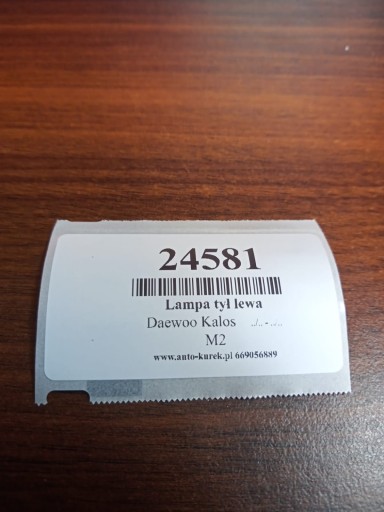 24581
Lampa tył lewa
Daewoo Kalos ../.. - ../..
M2
www.auto-kurek.pl 669056889